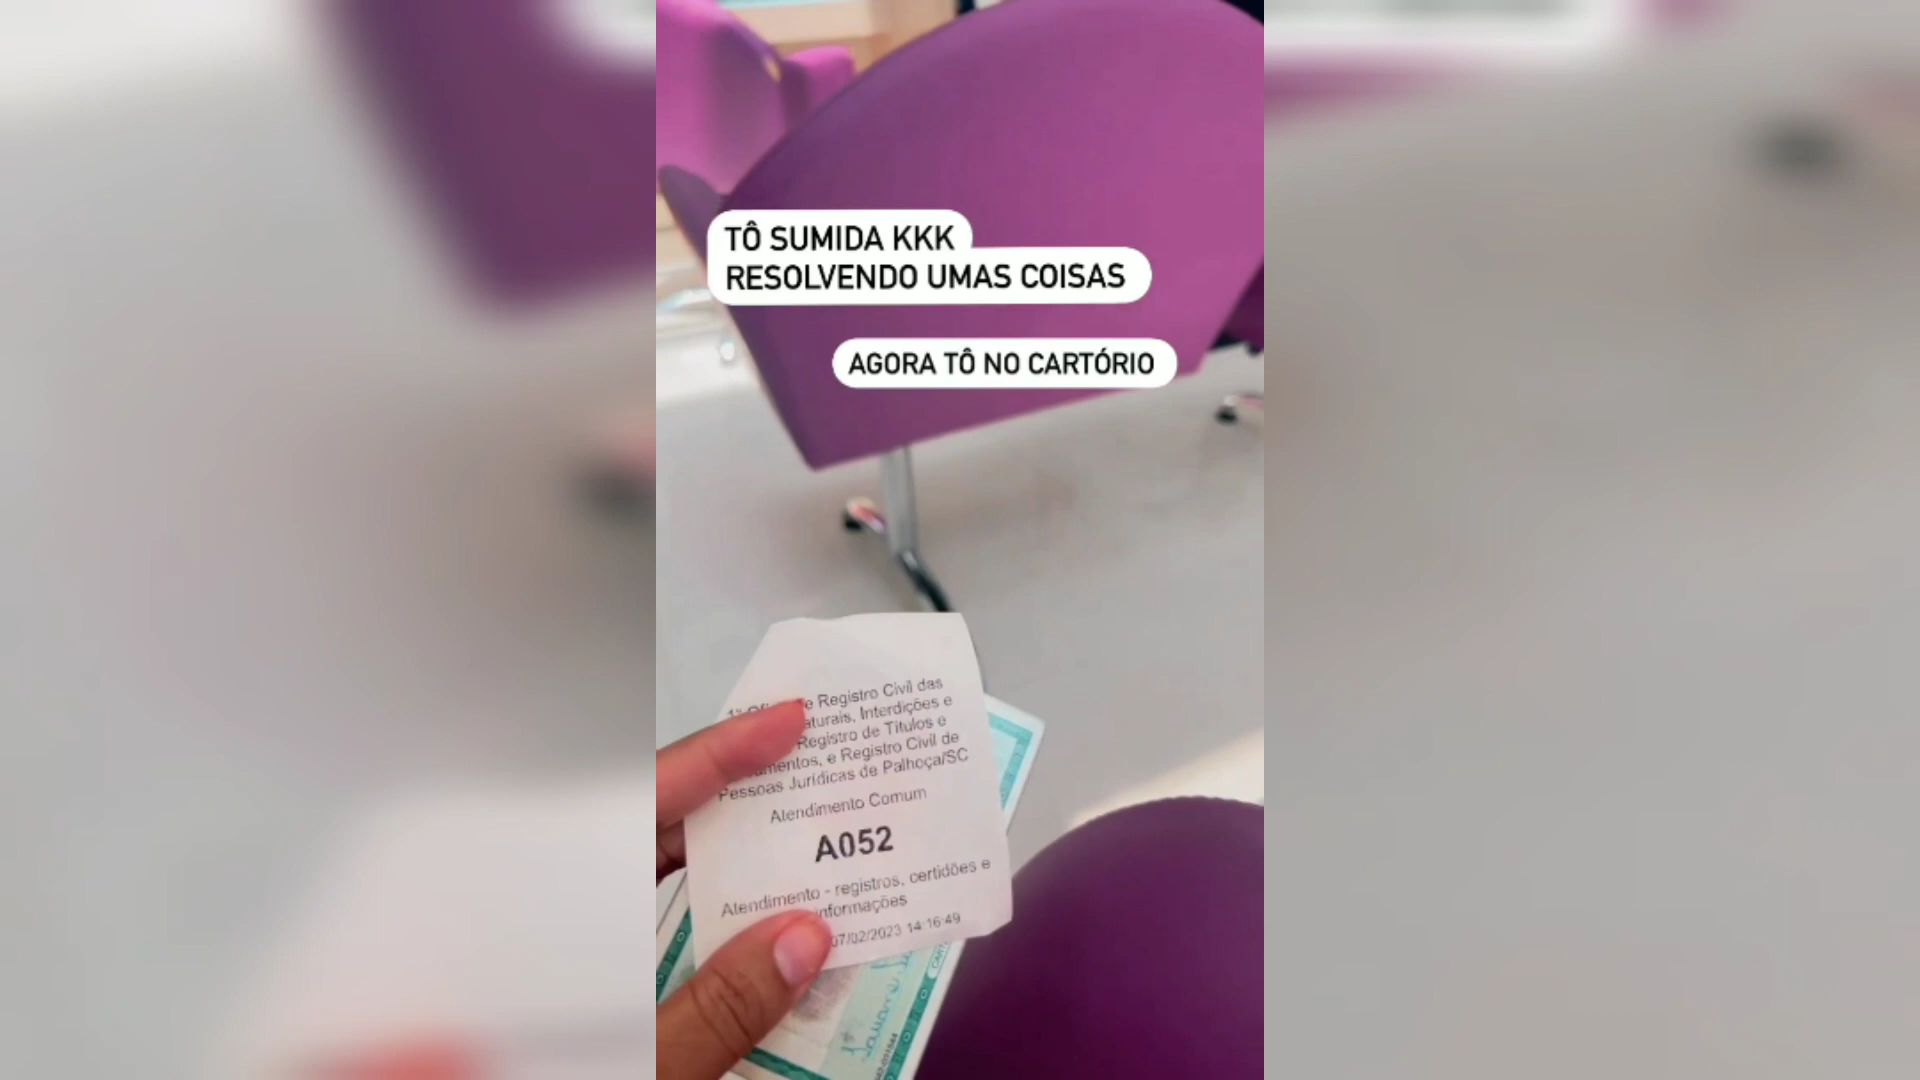 TÔ SUMIDA KKK
RESOLVENDO UMAS COISAS
AGORA TÔ NO CARTÓRIO
Registro Civil das
Interdições e
Registro de Títulos e
e Registro Civil de
Pessoas Jurídicas de Palhoça/SC
Atendimento Comum
A052
Atendimento - registros, certidões e
informações
07/02/2023 14:16:49